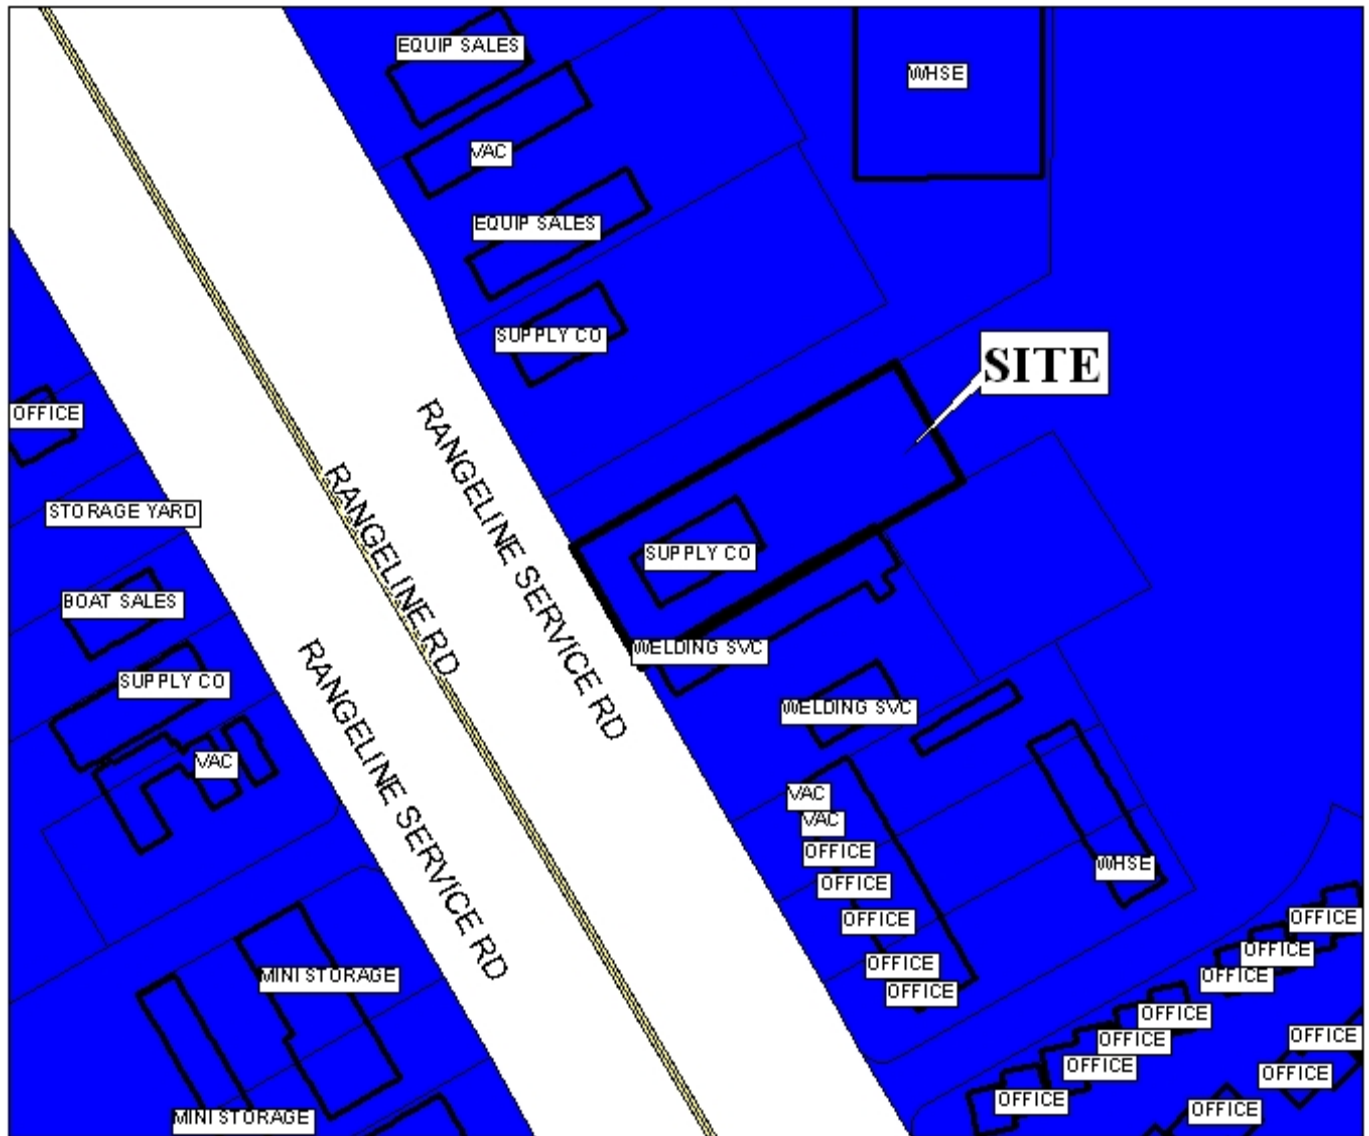 EQUIP SALES
WHSE
VAC
EQUIP SALES
SUPPLY CO
SITE
OFFICE
RANGELINE SERVICE RD
RANGELINE RD
STORAGE YARD
SUPPLY CO
BOAT SALES
WELDING SVC
SUPPLY CO
RANGELINE SERVICE RD
WELDING SVC
VAC
VAC
VAC
OFFICE
WHSE
OFFICE
OFFICE
OFFICE
OFFICE
OFFICE
MINI STORAGE
OFFICE
OFFICE
OFFICE
OFFICE
OFFICE
OFFICE
OFFICE
OFFICE
OFFICE
MINI STORAGE